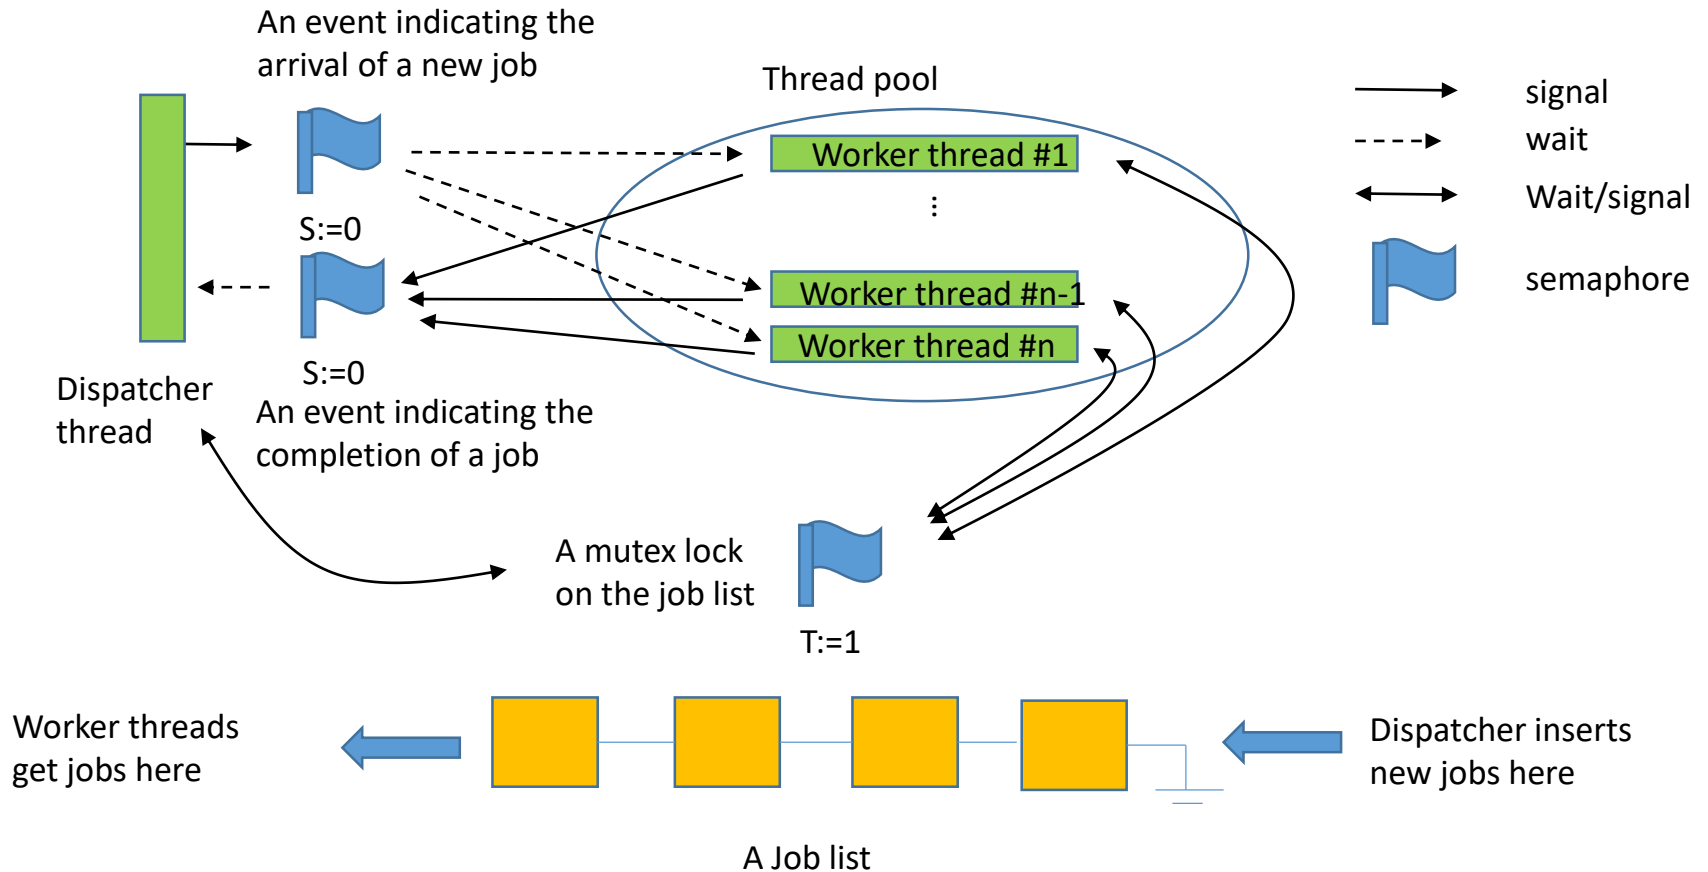 An event indicating the
arrival of a new job
Thread pool
signal
wait
Wait/signal
semaphore
Worker thread #1
...
Worker thread #n-1
Worker thread #n
S:=0
S:=0
Dispatcher
thread
An event indicating the
completion of a job
A mutex lock
on the job list
T:=1
Worker threads
get jobs here
Dispatcher inserts
new jobs here
A Job list